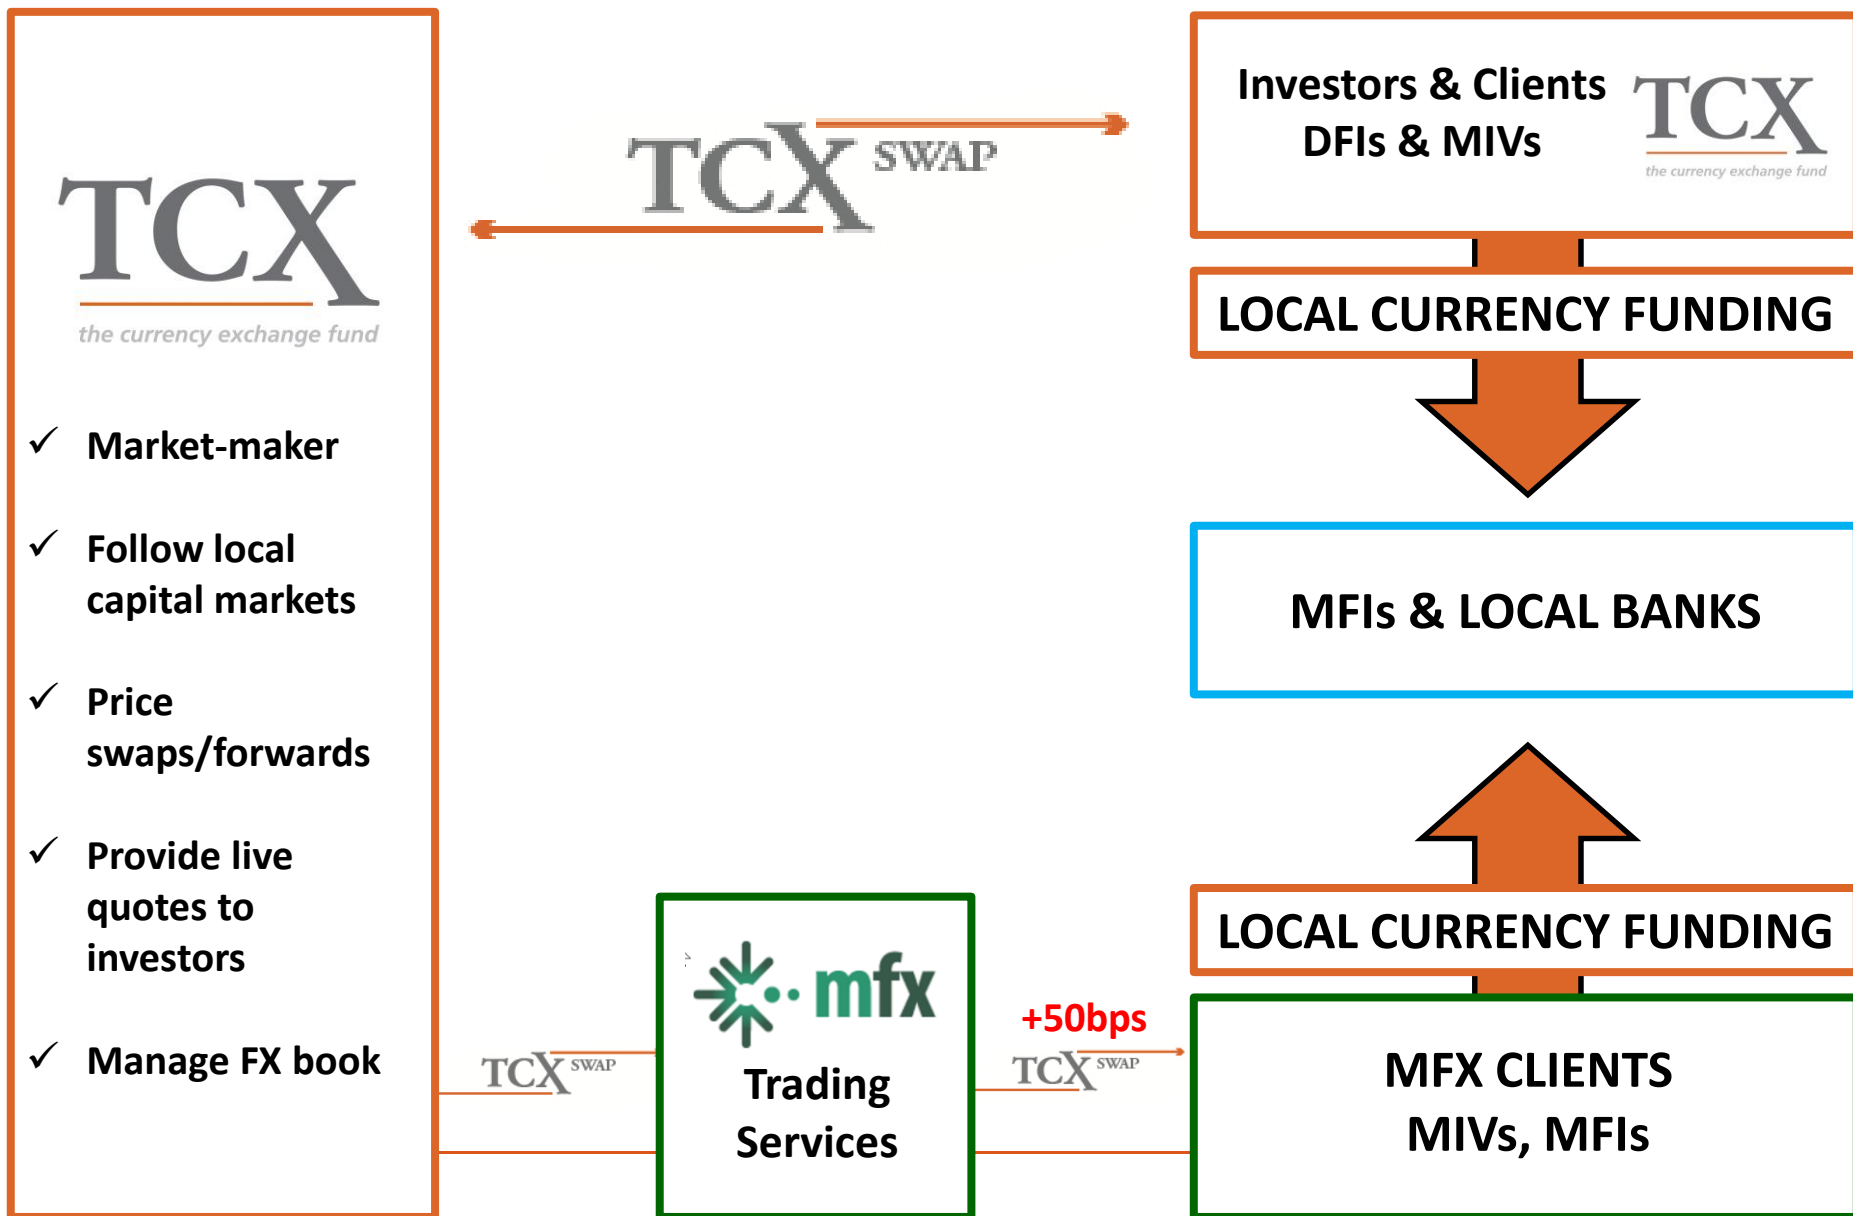 TCX
the currency exchange fund
✓ Market-maker
✓ Follow local
capital markets
✓ Price
swaps/forwards
✓ Provide live
quotes to
investors
✓ Manage FX book
TCX SWAP
Investors & Clients
DFIs & MIVs
TCX
the currency exchange fund
LOCAL CURRENCY FUNDING
MFIs & LOCAL BANKS
LOCAL CURRENCY FUNDING
TCX SWAP
mfx
Trading
Services
+50bps
TCX SWAP
MFX CLIENTS
MIVs, MFIs